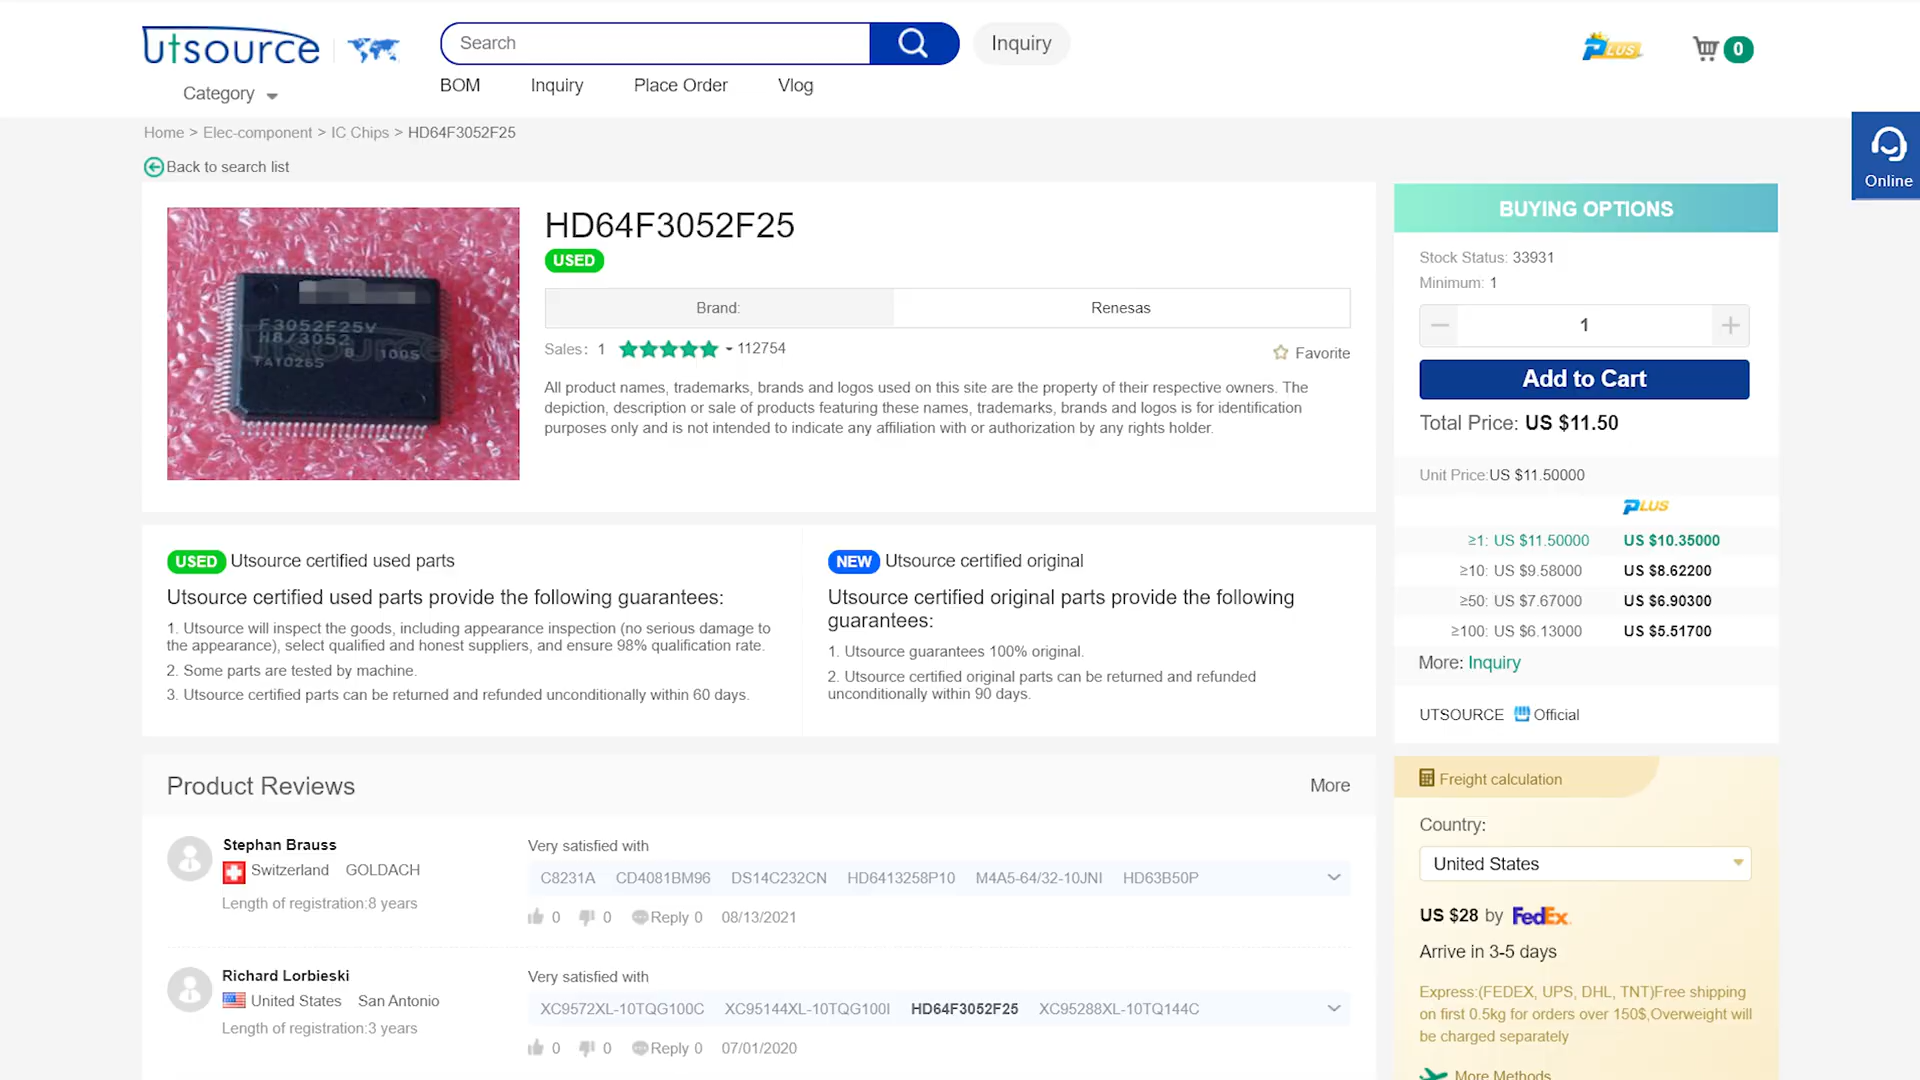 utsource
Search
Inquiry
PLUS
0
Category
BOM
Inquiry
Place Order
Vlog
Home > Elec-component > IC Chips > HD64F3052F25
Back to search list
Online
HD64F3052F25
USED
Brand:
Renesas
Sales: 1
112754
Favorite
All product names, trademarks, brands and logos used on this site are the property of their respective owners. The
depiction, description or sale of products featuring these names, trademarks, brands and logos is for identification
purposes only and is not intended to indicate any affiliation with or authorization by any rights holder.
F3052F25V
H8/3052
8 1005
TA1026S
BUYING OPTIONS
Stock Status: 33931
Minimum: 1
1
Add to Cart
Total Price: US $11.50
Unit Price:US $11.50000
PLUS
≥1: US $11.50000 US $10.35000
≥10: US $9.58000 US $8.62200
≥50: US $7.67000 US $6.90300
≥100: US $6.13000 US $5.51700
More: Inquiry
UTSOURCE Official
USED Utsource certified used parts
Utsource certified used parts provide the following guarantees:
1. Utsource will inspect the goods, including appearance inspection (no serious damage to
the appearance), select qualified and honest suppliers, and ensure 98% qualification rate.
2. Some parts are tested by machine.
3. Utsource certified parts can be returned and refunded unconditionally within 60 days.
NEW Utsource certified original
Utsource certified original parts provide the following
guarantees:
1. Utsource guarantees 100% original.
2. Utsource certified original parts can be returned and refunded
unconditionally within 90 days.
Product Reviews
More
Stephan Brauss
Switzerland GOLDACH
Length of registration:8 years
Very satisfied with
C8231A CD4081BM96 DS14C232CN HD6413258P10 M4A5-64/32-10JNI HD63B50P
0 0 Reply 0 08/13/2021
Richard Lorbieski
United States San Antonio
Length of registration:3 years
Very satisfied with
XC9572XL-10TQG100C XC95144XL-10TQG100I HD64F3052F25 XC95288XL-10TQ144C
0 0 Reply 0 07/01/2020
Freight calculation
Country:
United States
US $28 by FedEx
Arrive in 3-5 days
Express:(FEDEX, UPS, DHL, TNT)Free shipping
on first 0.5kg for orders over 150$,Overweight will
be charged separately
More Methods